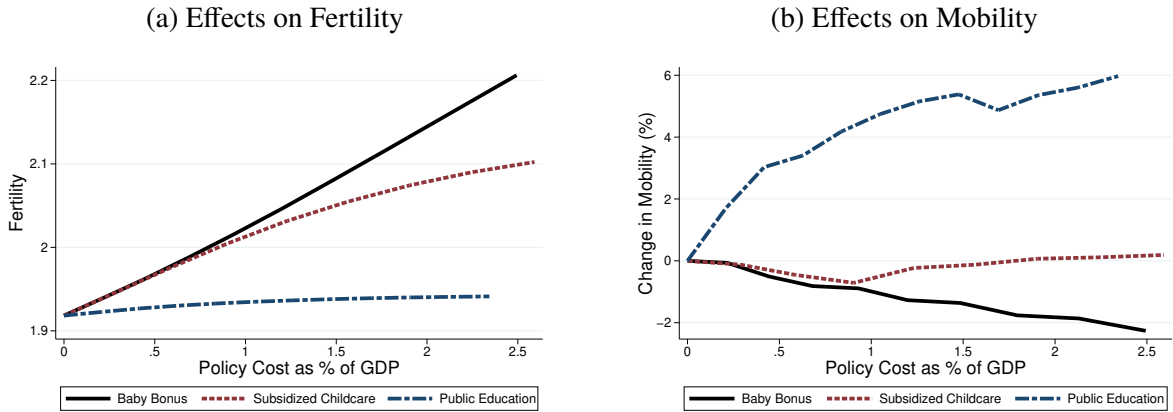 (a) Effects on Fertility
2.2
2.1
2
1.9
Fertility
0 .5 1 1.5 2 2.5
Policy Cost as % of GDP
Baby Bonus Subsidized Childcare Public Education
(b) Effects on Mobility
6
4
2
0
−2
Change in Mobility (%)
0 .5 1 1.5 2 2.5
Policy Cost as % of GDP
Baby Bonus Subsidized Childcare Public Education